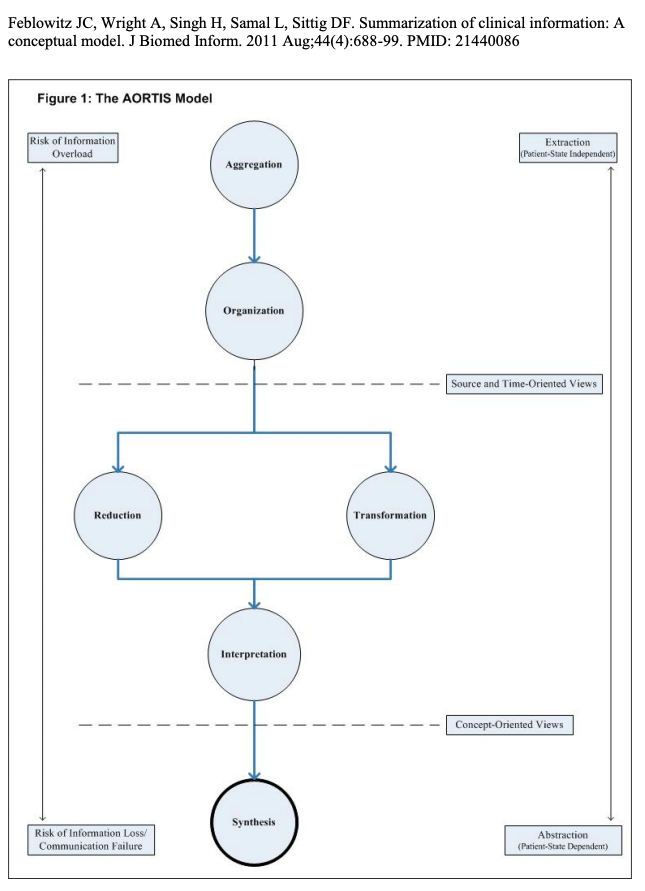 Feblowitz JC, Wright A, Singh H, Samal L, Sittig DF. Summarization of clinical information: A
conceptual model. J Biomed Inform. 2011 Aug;44(4):688-99. PMID: 21440086
Figure 1: The AORTIS Model
Risk of Information
Overload
Extraction
(Patient-State Independent)
Aggregation
Organization
Source and Time-Oriented Views
Reduction
Transformation
Interpretation
Concept-Oriented Views
Synthesis
Risk of Information Loss/
Communication Failure
Abstraction
(Patient-State Dependent)